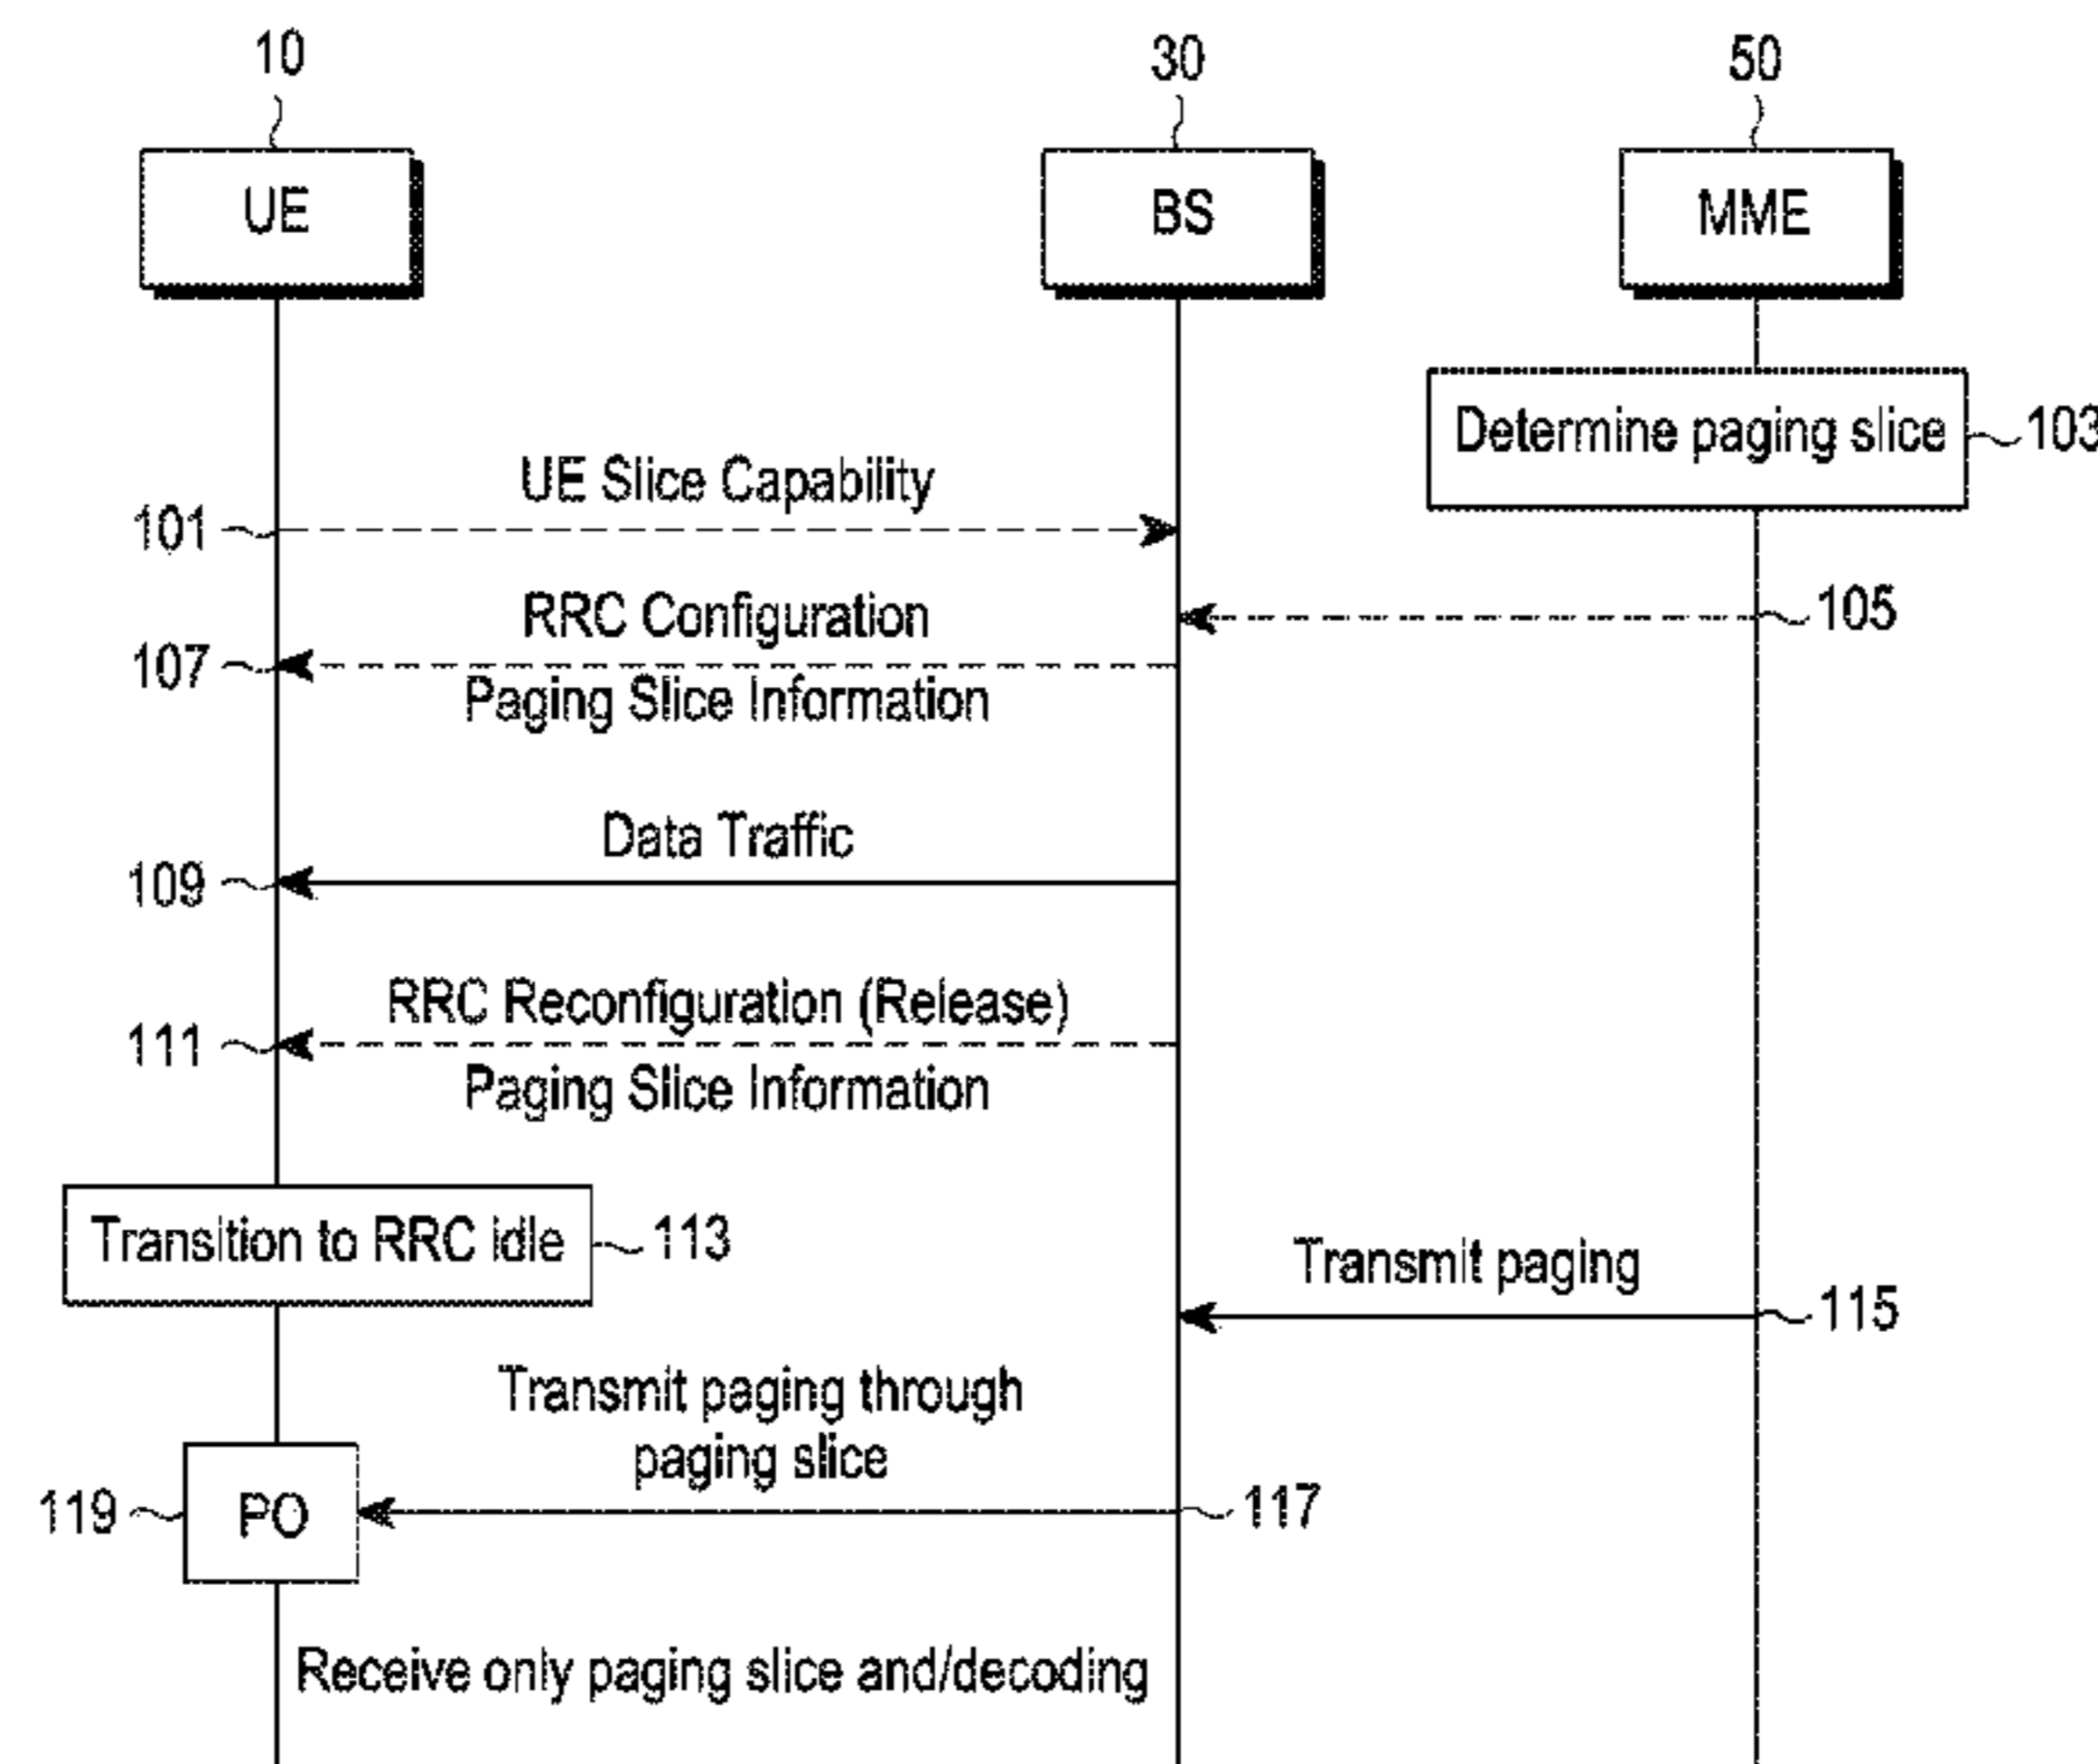 10
30
50
UE
BS
MME
Determine paging slice
103
UE Slice Capability
101
RRC Configuration
105
107
Paging Slice Information
Data Traffic
109
RRC Reconfiguration (Release)
111
Paging Slice Information
Transition to RRC idle
113
Transmit paging
115
Transmit paging through
paging slice
119
PO
117
Receive only paging slice and/decoding